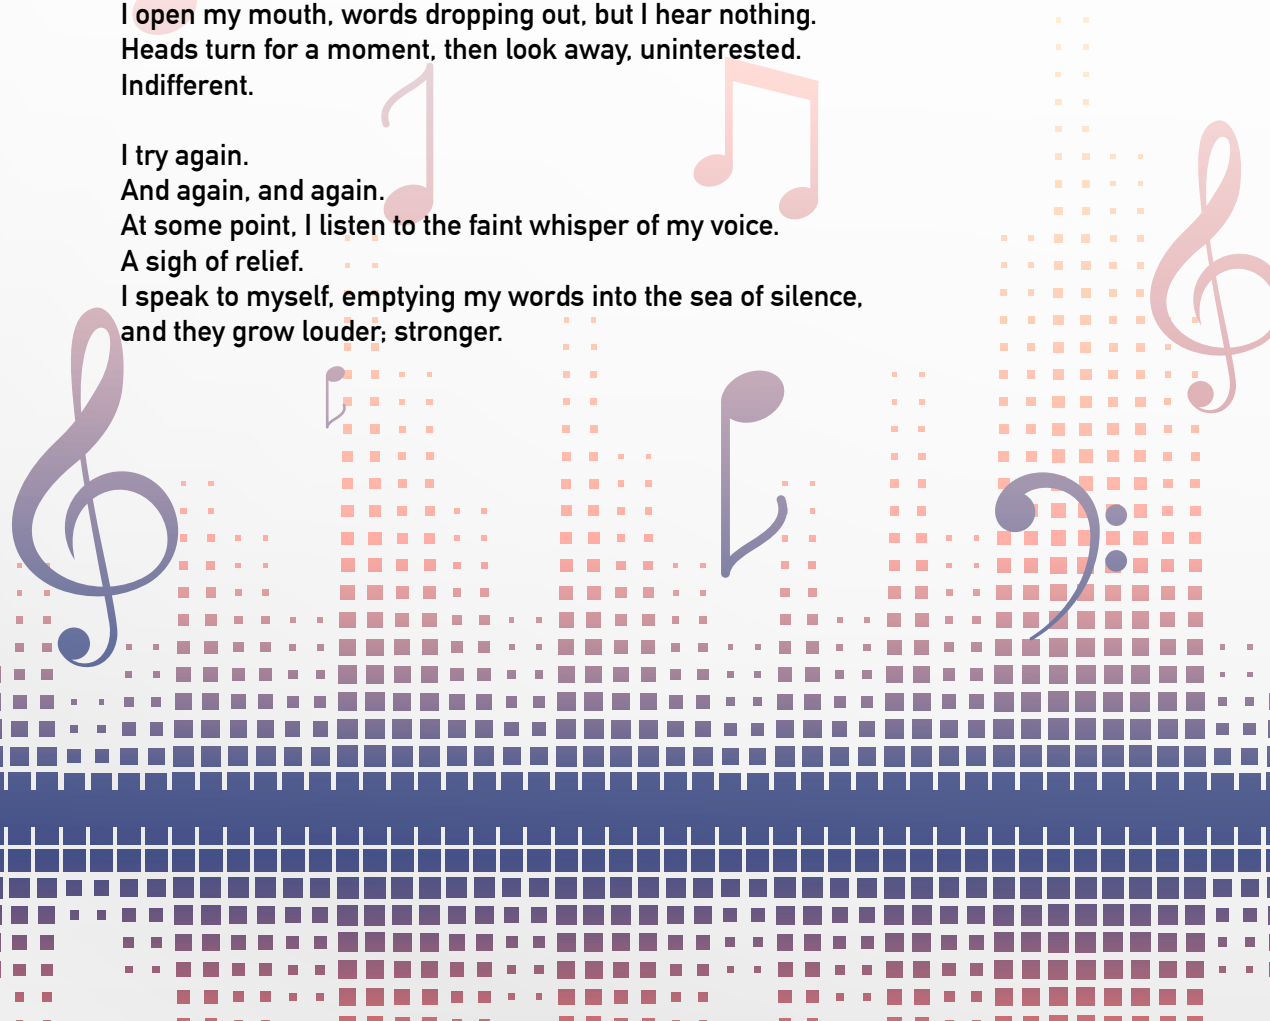 I open my mouth, words dropping out, but I hear nothing.
Heads turn for a moment, then look away, uninterested.
Indifferent.
I try again.
And again, and again.
At some point, I listen to the faint whisper of my voice.
A sigh of relief.
I speak to myself, emptying my words into the sea of silence,
and they grow louder; stronger.